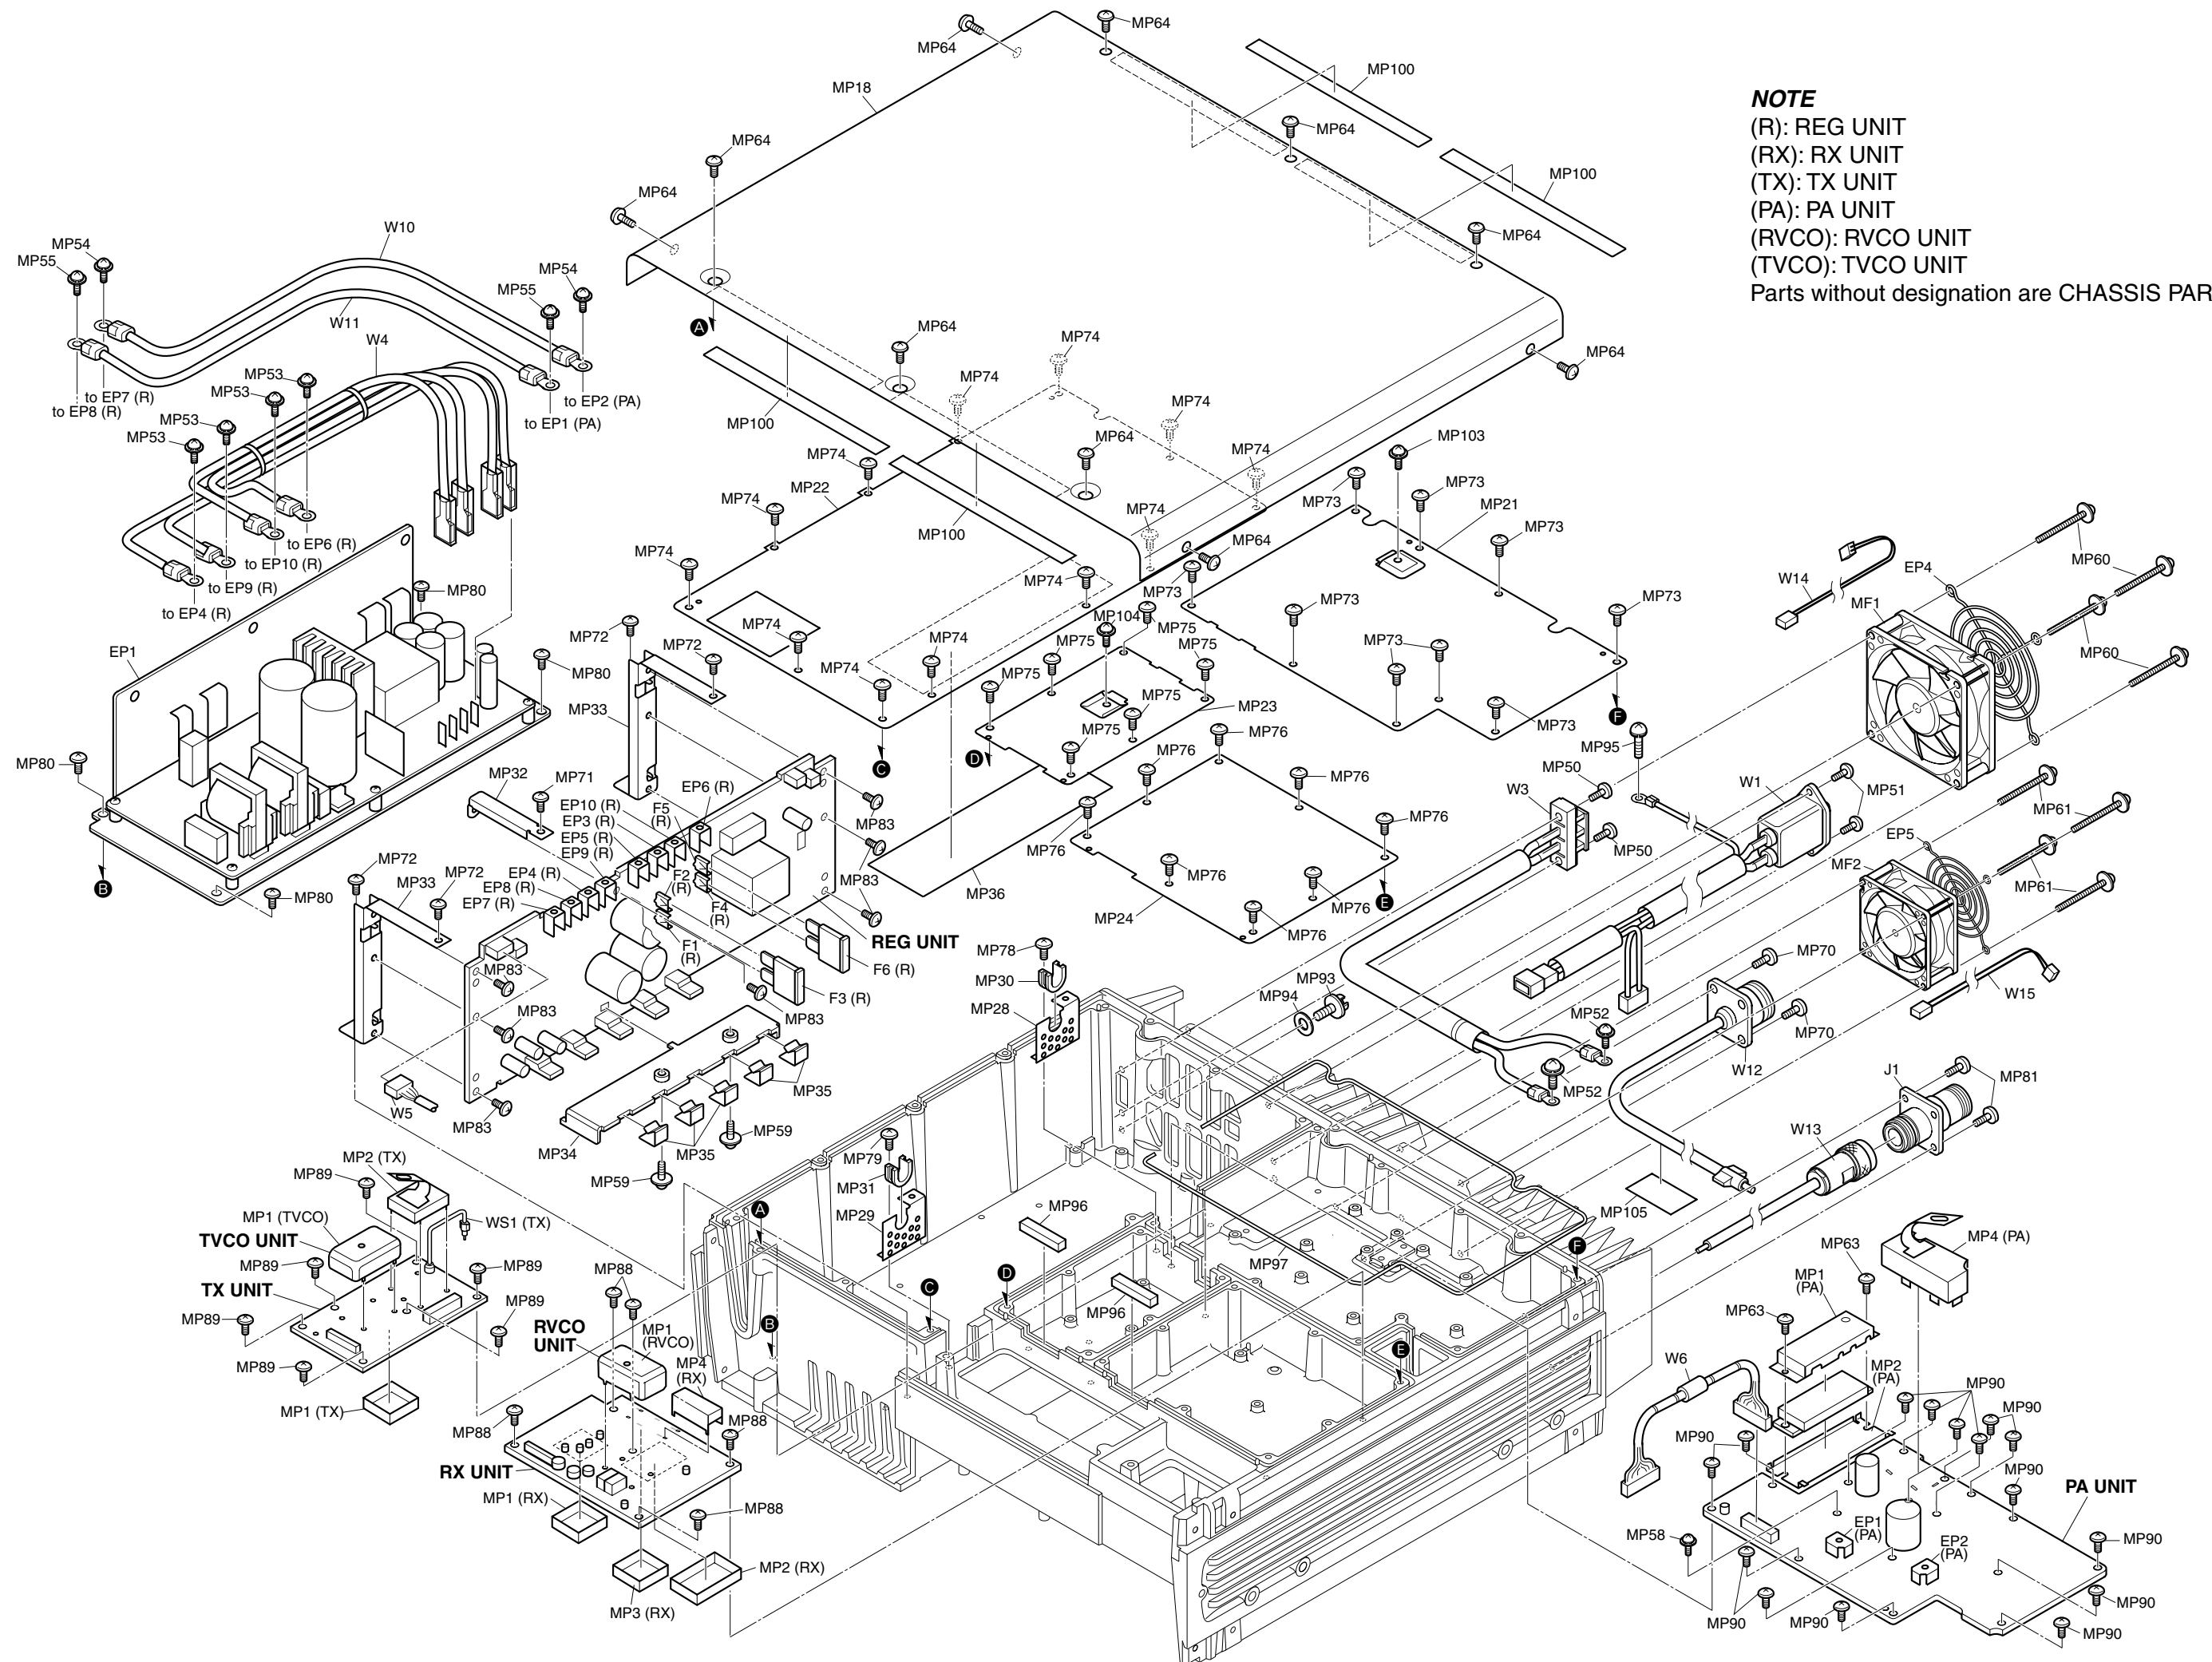 MP64
MP64
MP18
MP100
MP64
MP64
MP100
MP64
MP64
NOTE
(R): REG UNIT
(RX): RX UNIT
(TX): TX UNIT
(PA): PA UNIT
(RVCO): RVCO UNIT
(TVCO): TVCO UNIT
Parts without designation are CHASSIS PAR
W10
MP54
MP55
MP54
MP55
W11
W4
MP53
MP53
MP53
MP53
to EP7 (R)
to EP8 (R)
to EP2 (PA)
to EP1 (PA)
A
MP64
MP74
MP64
MP74
MP100
MP74
MP64
MP103
MP74
MP74
MP22
MP73
MP73
MP21
MP74
MP74
MP100
MP73
MP64
to EP6 (R)
to EP10 (R)
to EP9 (R)
to EP4 (R)
MP80
MP74
MP74
MP73
MP60
W14
EP4
MF1
MP60
EP1
MP72
MP72
MP80
MP74
MP104
MP75
MP73
MP73
MP73
MP74
MP75
MP75
MP74
MP75
MP33
MP75
MP23
MP73
F
MP80
MP32
MP71
C
D
MP75
MP76
MP76
MP76
MP95
MP50
W1
MP51
W3
EP6 (R)
EP10 (R)
F5
(R)
EP3 (R)
EP5 (R)
EP9 (R)
MP83
MP76
MP76
MP50
EP5
MP61
MF2
MP61
B
MP80
MP72
MP33
MP72
EP4 (R)
EP8 (R)
EP7 (R)
F2
(R)
F4
(R)
MP83
MP36
MP76
MP24
MP76
E
MP76
F1
(R)
REG UNIT
F6 (R)
F3 (R)
MP83
MP83
MP83
MP78
MP30
MP28
MP94
MP93
MP52
MP70
W15
MP70
W12
MP52
W5
MP83
MP35
MP34
MP59
MP35
MP59
MP79
MP31
MP29
J1
MP81
W13
MP2 (TX)
MP89
MP1 (TVCO)
WS1 (TX)
TVCO UNIT
MP89
MP89
TX UNIT
MP89
MP89
MP89
MP1 (TX)
A
MP96
MP97
MP105
F
MP4 (PA)
MP63
MP1
(PA)
MP63
MP88
RVCO
UNIT
MP1
(RVCO)
MP4
(RX)
B
C
D
MP96
E
W6
MP2
(PA)
MP90
MP90
MP90
MP88
MP88
RX UNIT
MP1 (RX)
MP88
MP90
PA UNIT
MP58
EP1
(PA)
EP2
(PA)
MP90
MP2 (RX)
MP3 (RX)
MP90
MP90
MP90
MP90